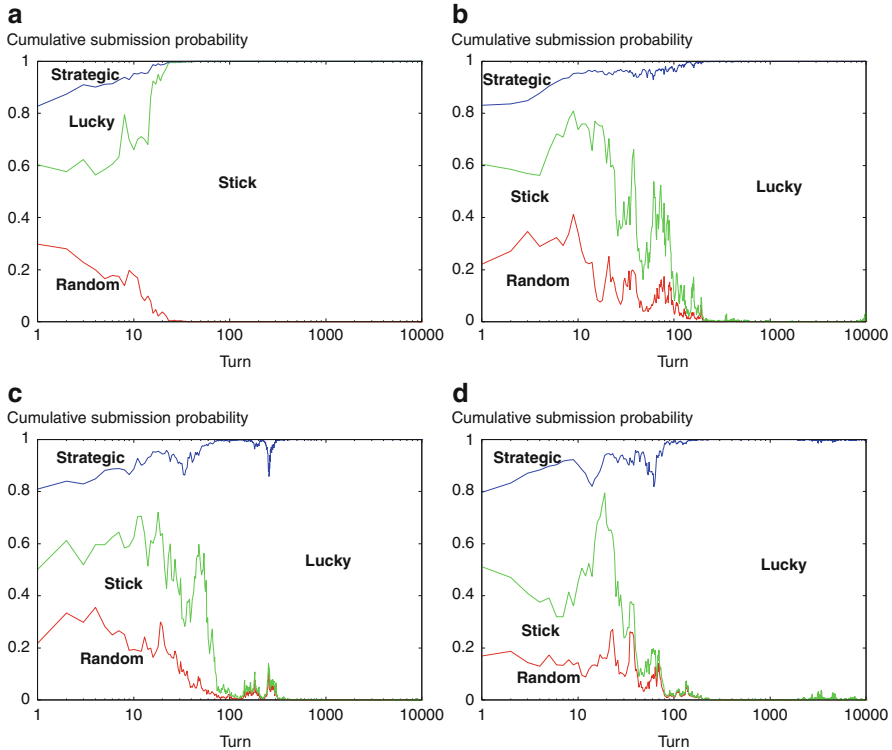 a
Cumulative submission probability
1
Strategic
0.8
Lucky
0.6
Stick
0.4
0.2
Random
0
1 10 100 1000 10000
Turn
b
Cumulative submission probability
1
Strategic
0.8
0.6
Stick
Lucky
0.4
Random
0.2
0
1 10 100 1000 10000
Turn
c
Cumulative submission probability
1
Strategic
0.8
0.6
Lucky
Stick
0.4
0.2
Random
0
1 10 100 1000 10000
Turn
d
Cumulative submission probability
1
Strategic
0.8
0.6
Lucky
0.4
Stick
0.2
Random
0
1 10 100 1000 10000
Turn